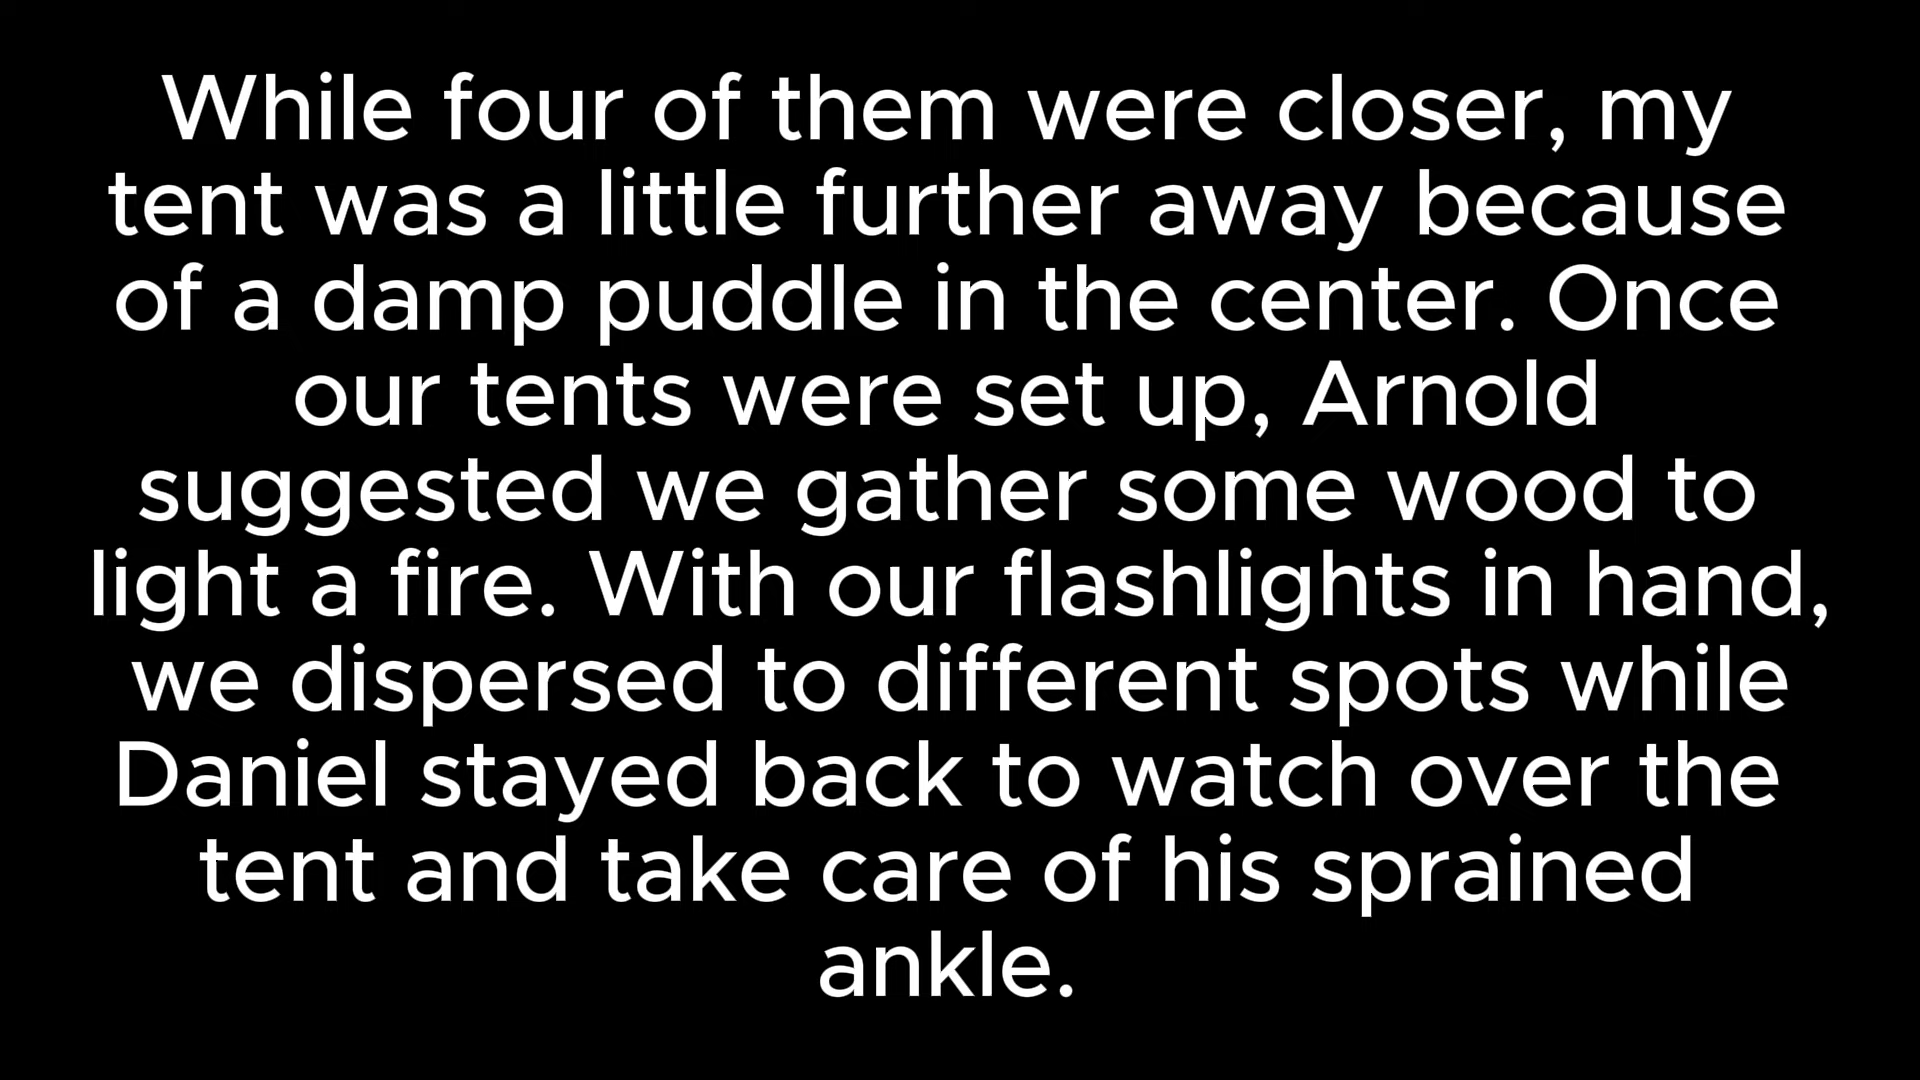 While four of them were closer, my
tent was a little further away because
of a damp puddle in the center. Once
our tents were set up, Arnold
suggested we gather some wood to
light a fire. With our flashlights in hand,
we dispersed to different spots while
Daniel stayed back to watch over the
tent and take care of his sprained
ankle.